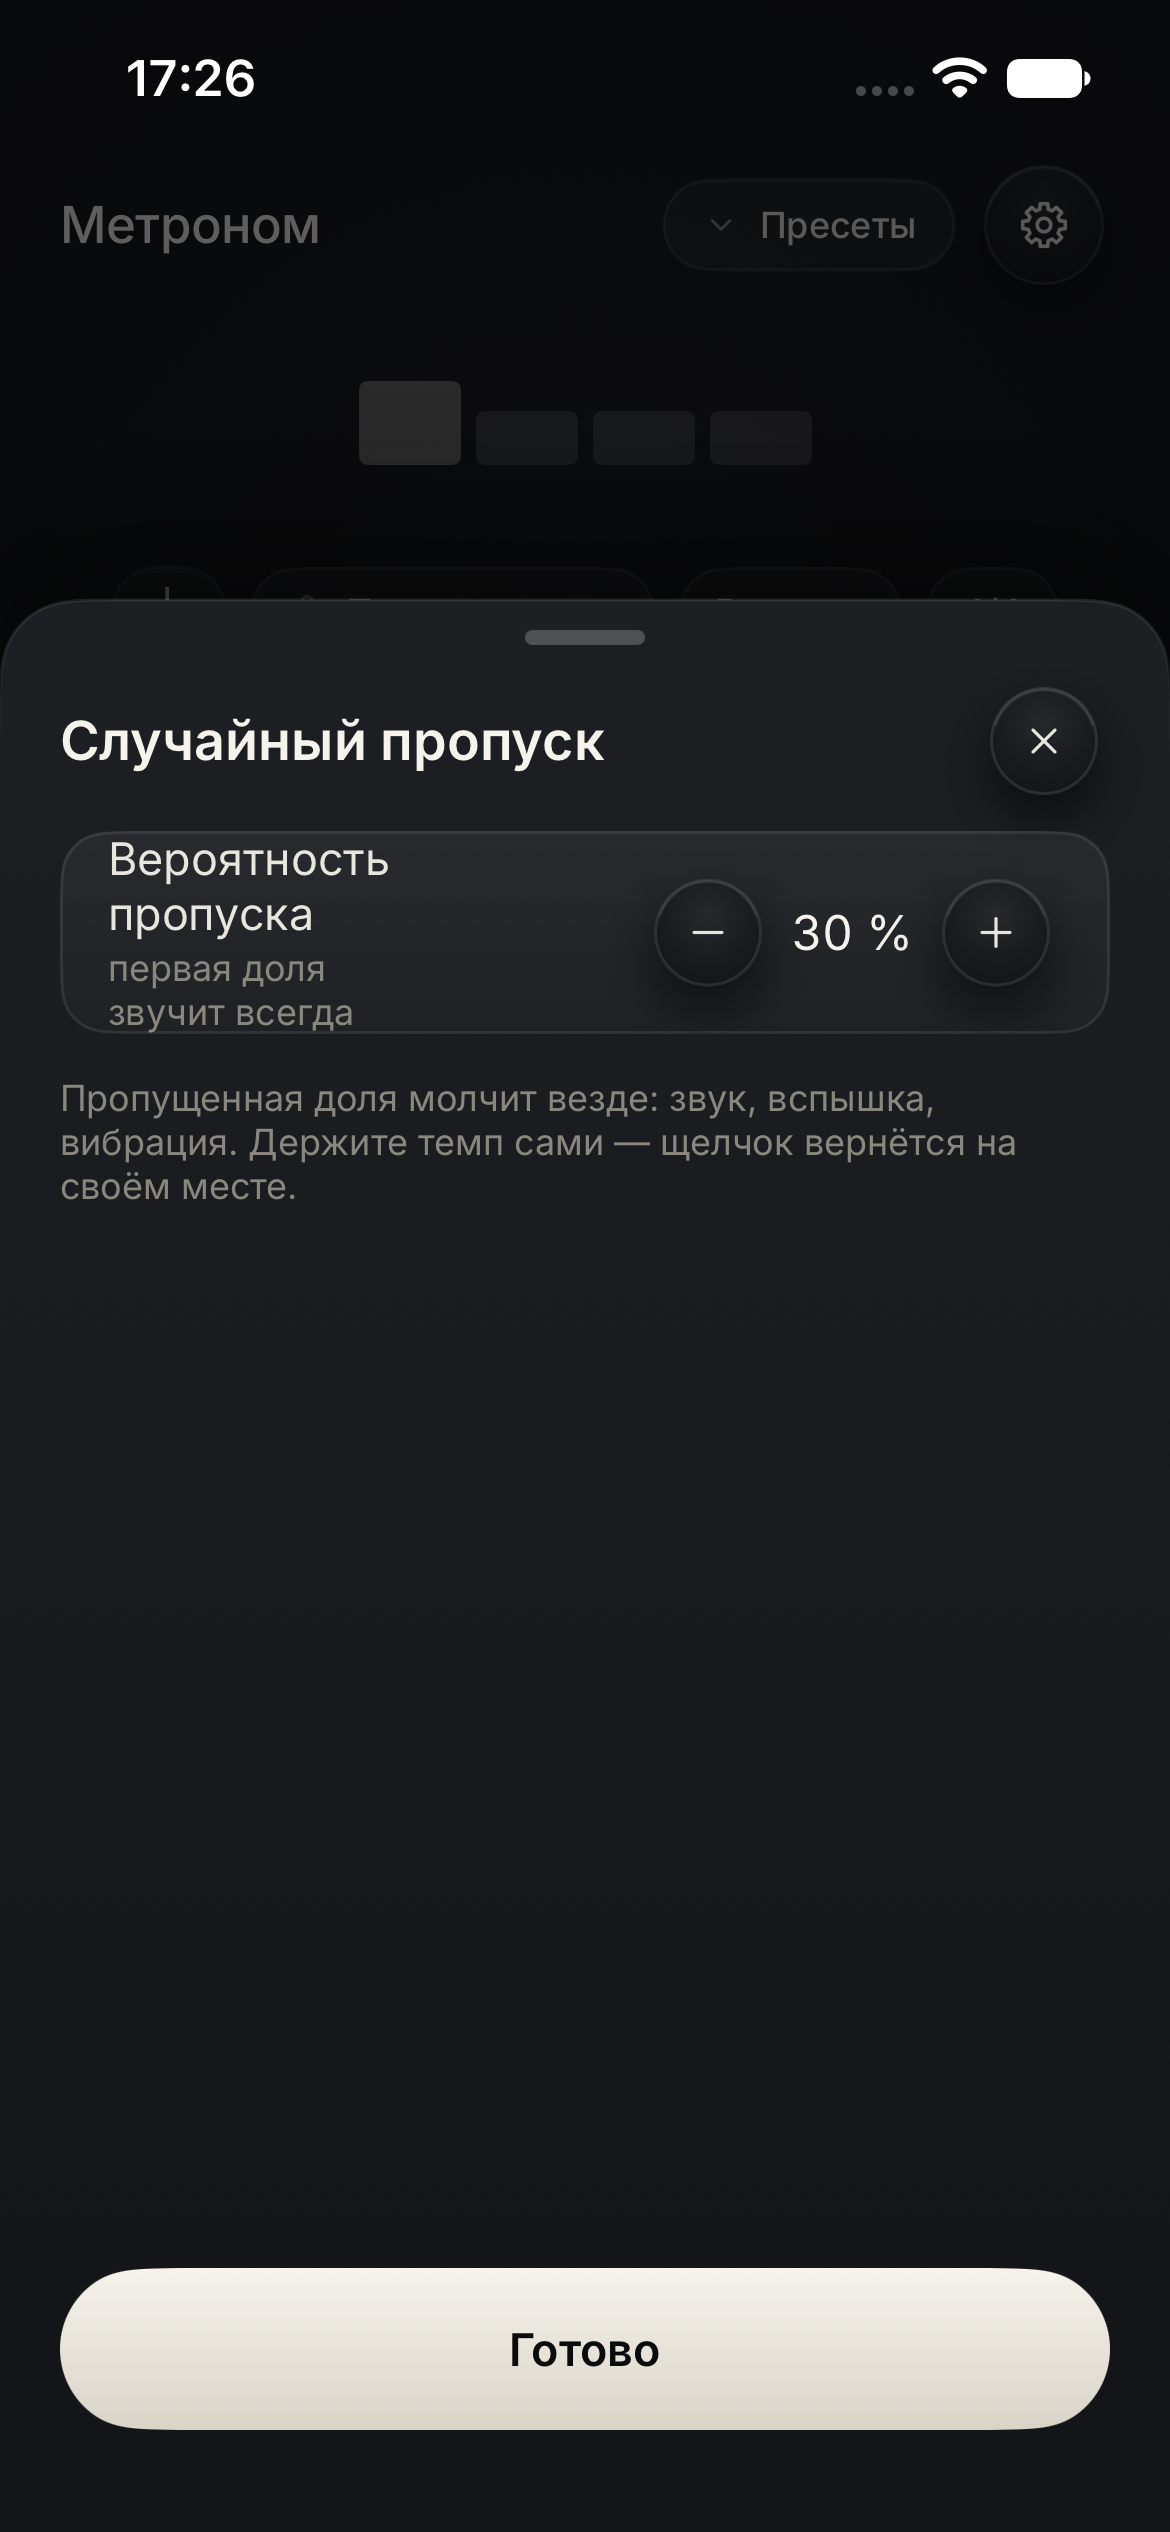 17:26
Метроном
Пресеты
Случайный пропуск
Вероятность
пропуска
первая доля
звучит всегда
30 %
Пропущенная доля молчит везде: звук, вспышка,
вибрация. Держите темп сами — щелчок вернётся на
своём месте.
Готово